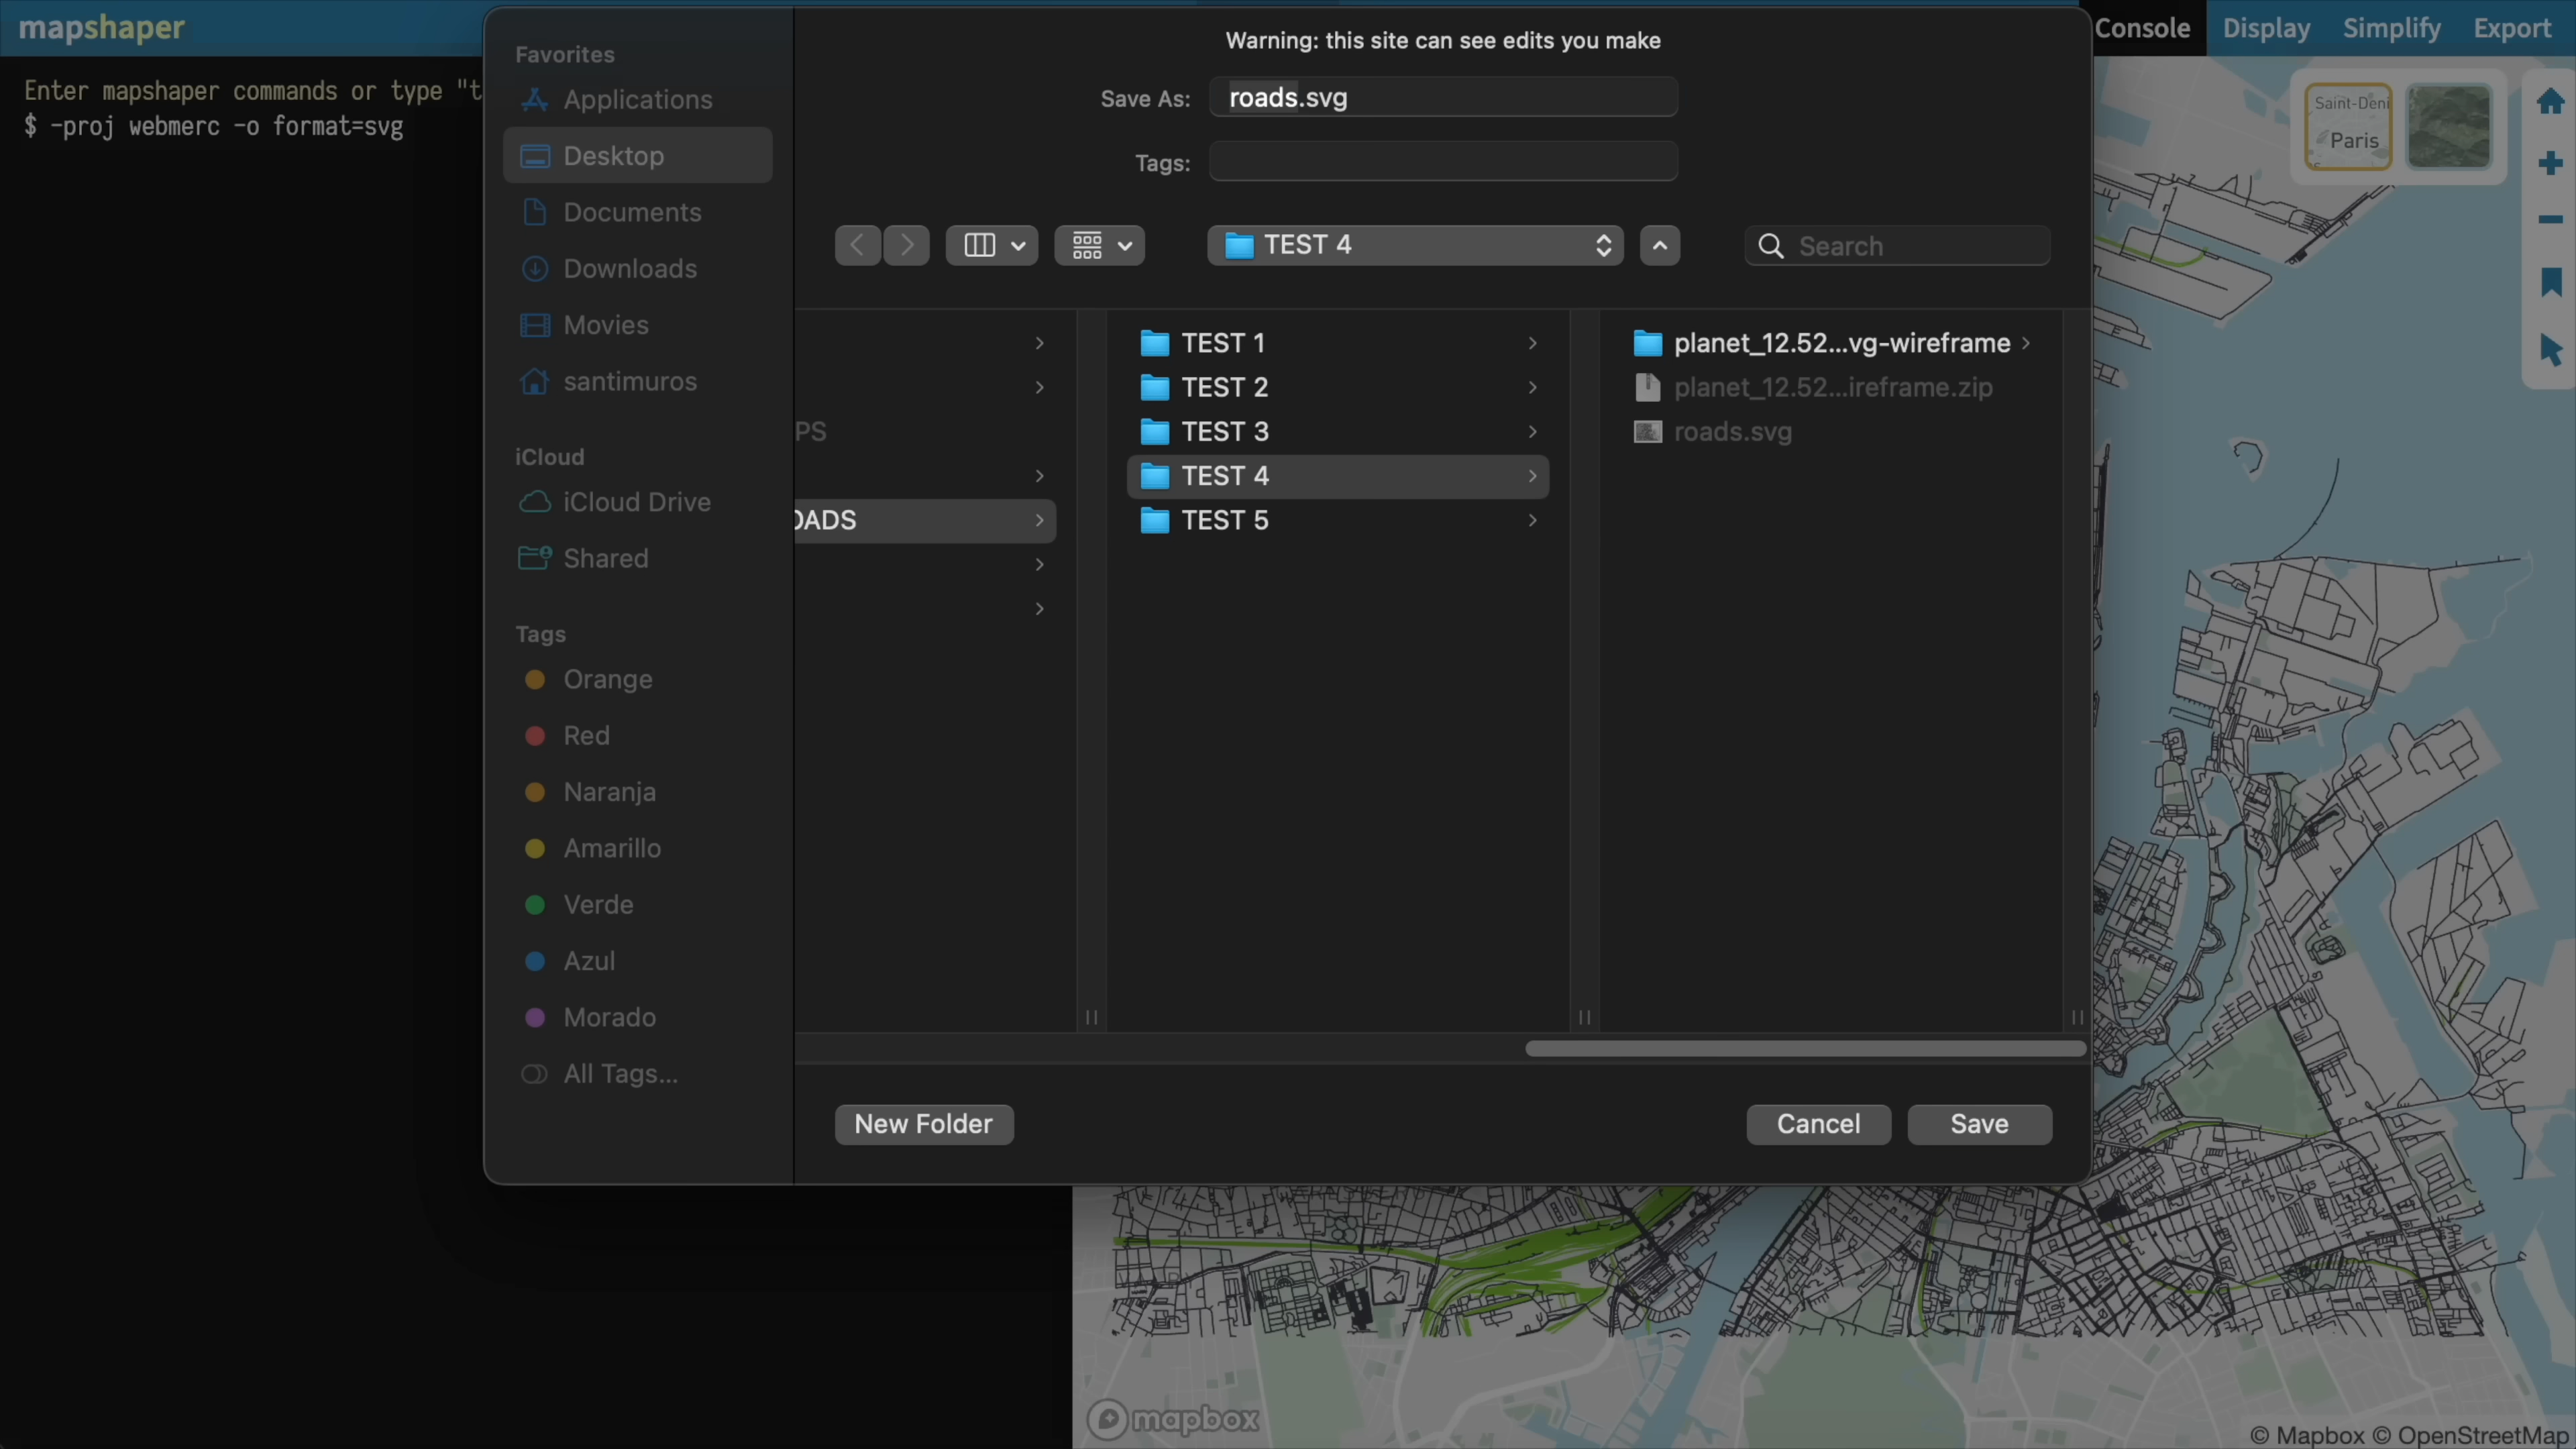 mapshaper
Console
Display
Simplify
Export
Enter mapshaper commands or type "t
$ -proj webmerc -o format=svg
Favorites
Applications
Desktop
Documents
Downloads
Movies
santimuros
iCloud
iCloud Drive
Shared
Tags
Orange
Red
Naranja
Amarillo
Verde
Azul
Morado
All Tags...
Warning: this site can see edits you make
Save As:
roads.svg
Tags:
TEST 4
Search
PS
OADS
TEST 1
TEST 2
TEST 3
TEST 4
TEST 5
planet_12.52...vg-wireframe
planet_12.52...ireframe.zip
roads.svg
New Folder
Cancel
Save
Saint-Deni
Paris
mapbox
© Mapbox © OpenStreetMap